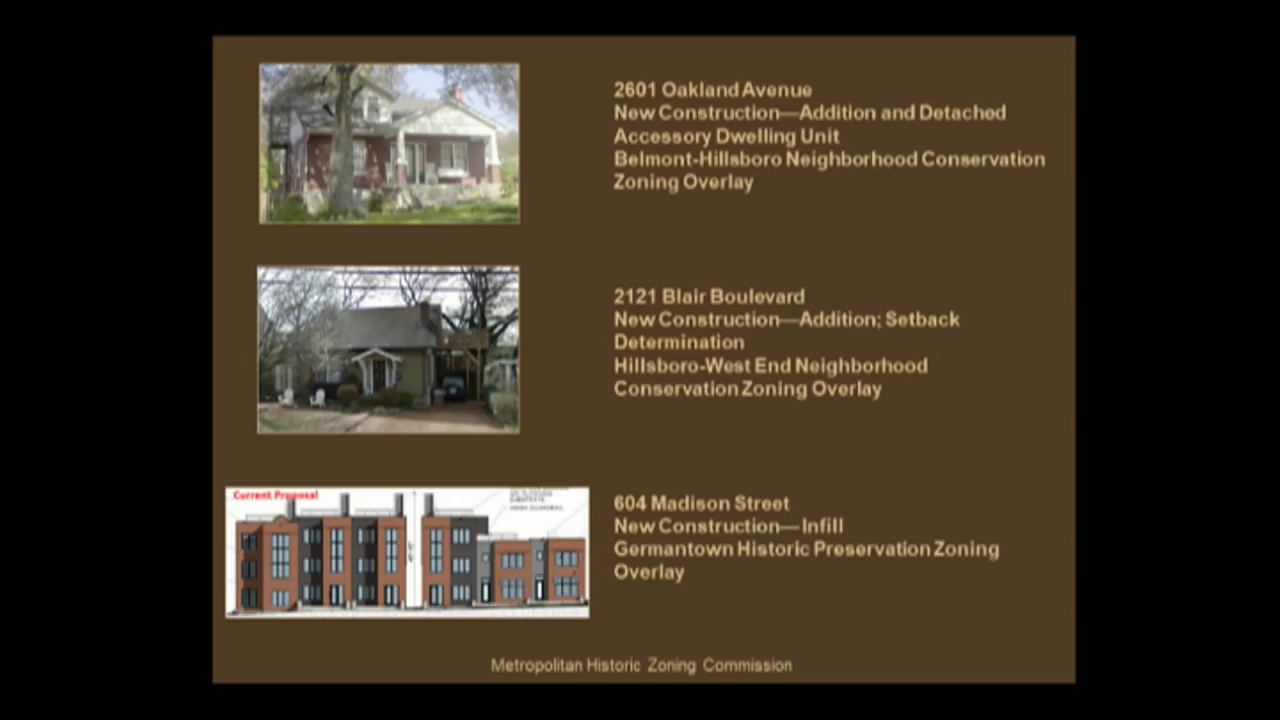 2601 Oakland Avenue
New Construction—Addition and Detached
Accessory Dwelling Unit
Belmont-Hillsboro Neighborhood Conservation
Zoning Overlay
2121 Blair Boulevard
New Construction—Addition; Setback
Determination
Hillsboro-West End Neighborhood
Conservation Zoning Overlay
Current Proposal
SUBSTRATE
604 Madison Street
New Construction—Infill
Germantown Historic Preservation Zoning
Overlay
Metropolitan Historic Zoning Commission